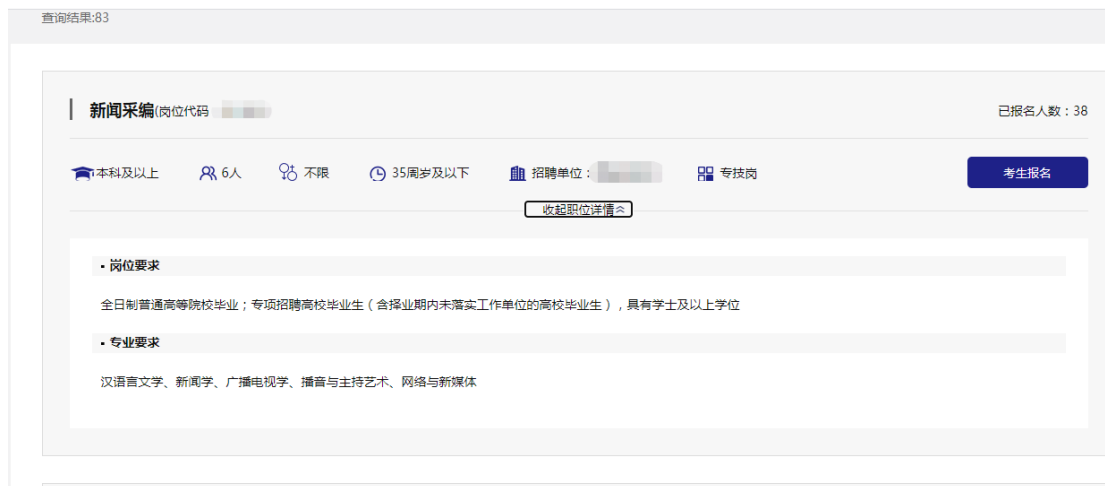 查询结果:83
新闻采编(岗位代码
已报名人数：38
本科及以上 6人 不限 35周岁及以下 招聘单位： 专技岗 考生报名
收起职位详情
▪ 岗位要求
全日制普通高等院校毕业；专项招聘高校毕业生（含择业期内未落实工作单位的高校毕业生），具有学士及以上学位
▪ 专业要求
汉语言文学、新闻学、广播电视学、播音与主持艺术、网络与新媒体